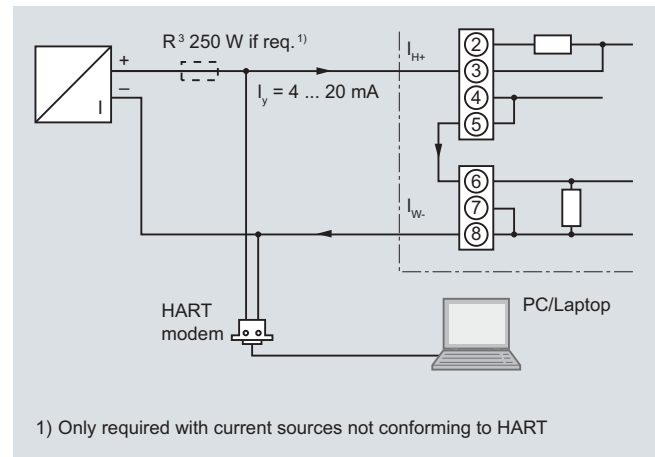 R³ 250 W if req.¹⁾
+
–
I
I_y = 4 ... 20 mA
I_H+
2
3
4
5
6
7
8
I_W-
HART
modem
PC/Laptop
1) Only required with current sources not conforming to HART